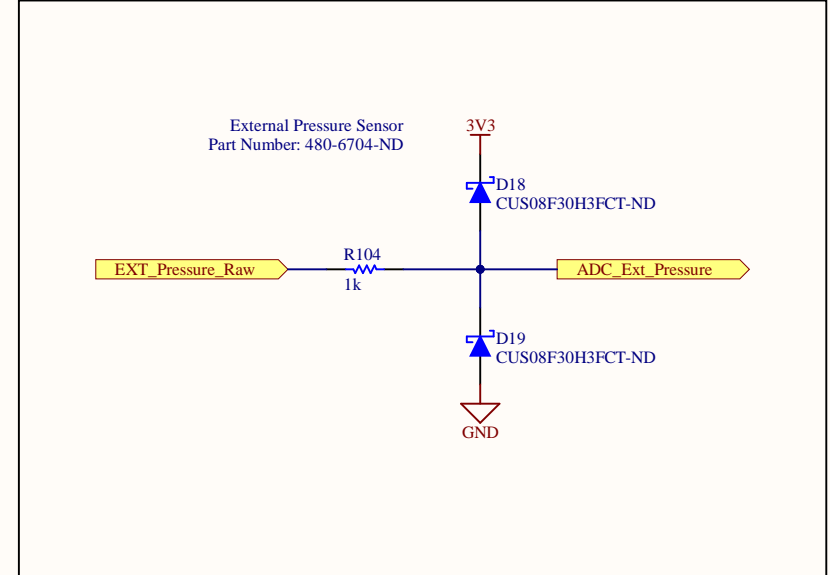 External Pressure Sensor
Part Number: 480-6704-ND
3V3
D18
CUS08F30H3FCT-ND
R104
EXT_Pressure_Raw
ADC_Ext_Pressure
1k
D19
CUS08F30H3FCT-ND
GND